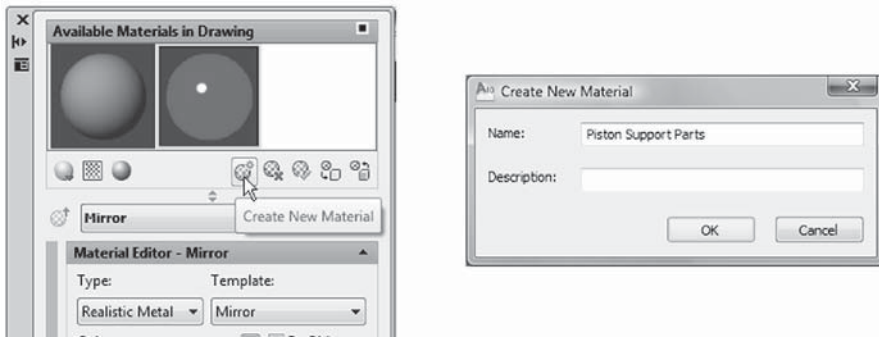 Available Materials in Drawing
Mirror
Create New Material
Material Editor - Mirror
Type:
Template:
Realistic Metal
Mirror
Create New Material
Name:
Piston Support Parts
Description:
OK
Cancel